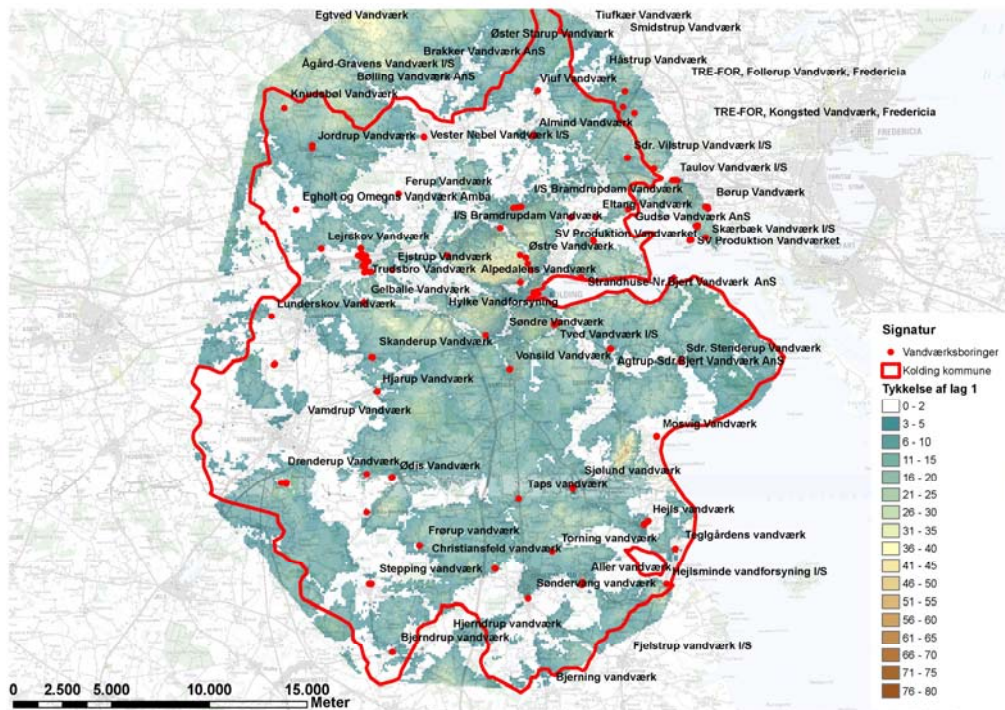 Egtved Vandværk
Tiufkær Vandværk
Smidstrup Vandværk
Øster Starup Vandværk
Brakker Vandværk AnS
Ågård-Gravens Vandværk I/S
Håstrup Vandværk
Bølling Vandværk AnS
Viuf Vandværk
TRE-FOR, Follerup Vandværk, Fredericia
Knudsbøl Vandværk
TRE-FOR, Kongsted Vandværk, Fredericia
Almind Vandværk
FREDERICIA
Jordrup Vandværk
Vester Nebel Vandværk I/S
Sdr. Vilstrup Vandværk I/S
Taulov Vandværk I/S
Ferup Vandværk
I/S Bramdrupdam Vandværk
Børup Vandværk
Egholt og Omegns Vandværk Amba
Eltang Vandværk
I/S Bramdrupdam Vandværk
Gudsø Vandværk AnS
Skærbæk Vandværk I/S
SV Produktion Vandværket
SV Produktion Vandværket
Lejrskov Vandværk
Østre Vandværk
Ejstrup Vandværk
Trudsbro Vandværk
Alpedalens Vandværk
Strandhuse-Nr.Bjert Vandværk AnS
Gelballe Vandværk
KOLDING
Lunderskov Vandværk
Hylke Vandforsyning
Søndre Vandværk
Tved Vandværk I/S
Skanderup Vandværk
Sdr. Stenderup Vandværk
Vonsild Vandværk
Agtrup-Sdr.Bjert Vandværk AnS
Hjarup Vandværk
Vamdrup Vandværk
Mosvig Vandværk
Drenderup Vandværk
Ødis Vandværk
Sjølund vandværk
Taps vandværk
Hejls vandværk
Frørup vandværk
Torning vandværk
Teglgårdens vandværk
Christiansfeld vandværk
Stepping vandværk
Aller vandværk
Hejlsminde vandforsyning I/S
Søndervang vandværk
Hjerndrup vandværk
Bjerndrup vandværk
Fjelstrup vandværk I/S
Bjerning vandværk
Signatur
Vandværksboringer
Kolding kommune
Tykkelse af lag 1
0 - 2
3 - 5
6 - 10
11 - 15
16 - 20
21 - 25
26 - 30
31 - 35
36 - 40
41 - 45
46 - 50
51 - 55
56 - 60
61 - 65
66 - 70
71 - 75
76 - 80
0 2.500 5.000 10.000 15.000
Meter